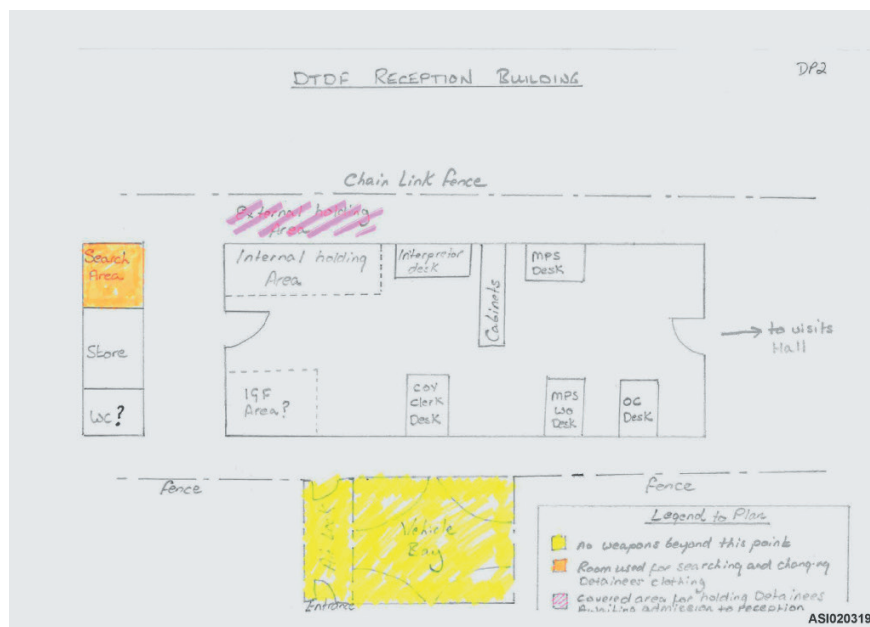 DTDF RECEPTION BUILDING
DP2
Chain Link fence
External holding
Area
Search
Area
Internal holding
Area
Interpretor
desk
MPS
Desk
Cabinets
Store
to visits
Hall
WC?
IGF
Area?
COY
Clerk
Desk
MPS
WO
Desk
OC
Desk
fence
fence
Vehicle
Bay
Entrance
Legend to Plan
No weapons beyond this point
Room used for searching and changing
Detainees clothing
Covered area for holding Detainees
Awaiting admission to reception
ASI020319